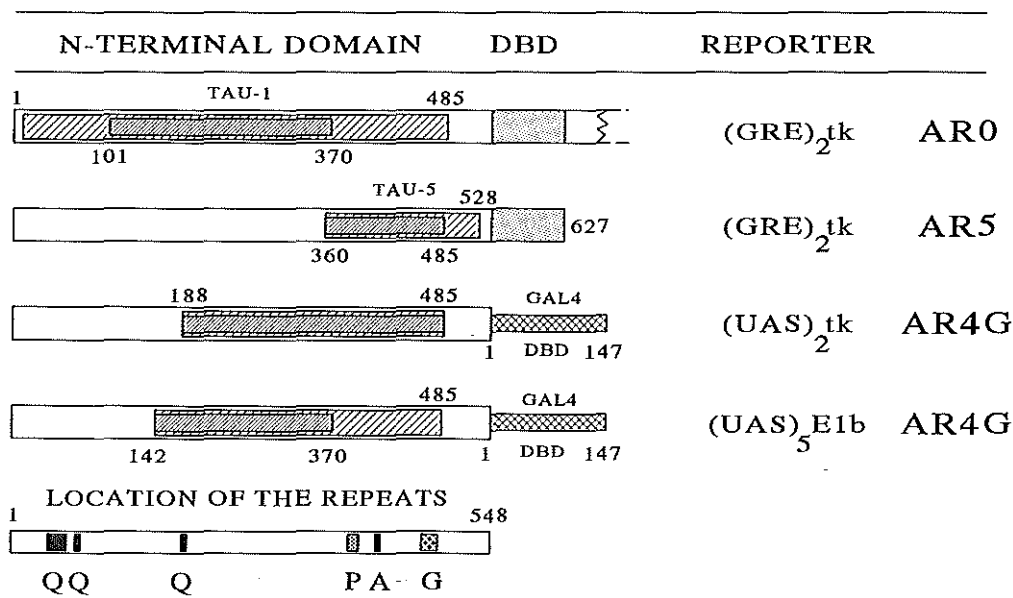 N-TERMINAL DOMAIN DBD REPORTER
1 TAU-1 485
(GRE)2tk AR0
101 370
TAU-5 528
627 (GRE)2tk AR5
360 485
188 485 GAL4
(UAS)2tk AR4G
1 DBD 147
485 GAL4
(UAS)5E1b AR4G
142 370 1 DBD 147
LOCATION OF THE REPEATS
1 548
Q Q Q P A G